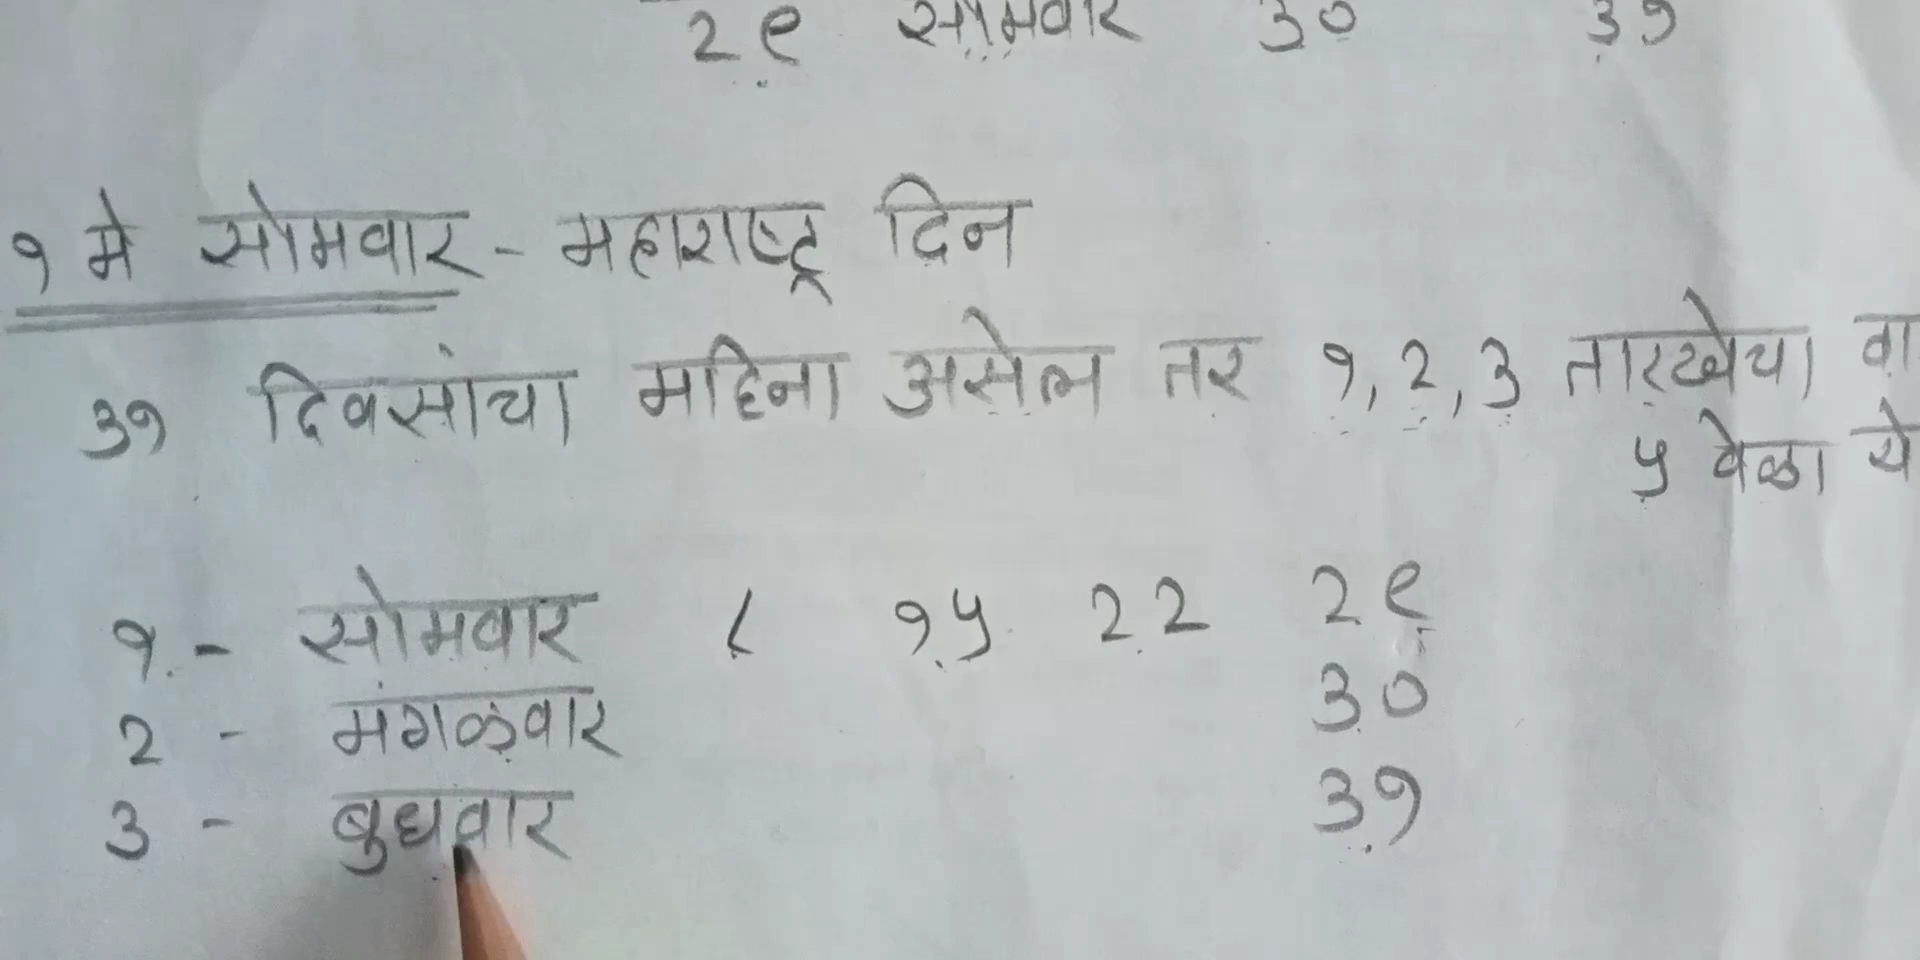 २९ सोमवार ३० ३१
१ मे सोमवार - महाराष्ट्र दिन
३१ दिवसांचा महिना असेल तर १, २, ३ तारखेचा वा
५ वेळा ये
१ - सोमवार ८ १५ २२ २९
२ - मंगळवार ३०
३ - बुधवार ३१